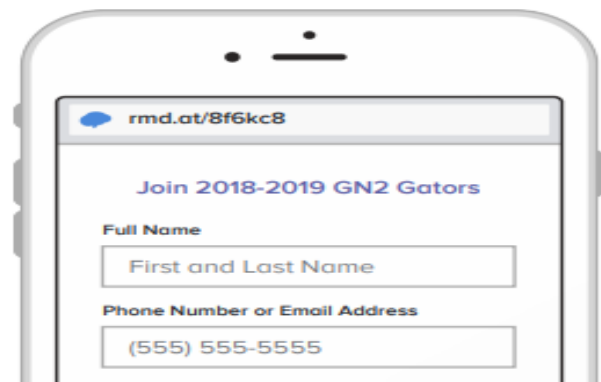 rmd.at/8f6kc8
Join 2018-2019 GN2 Gators
Full Name
First and Last Name
Phone Number or Email Address
(555) 555-5555